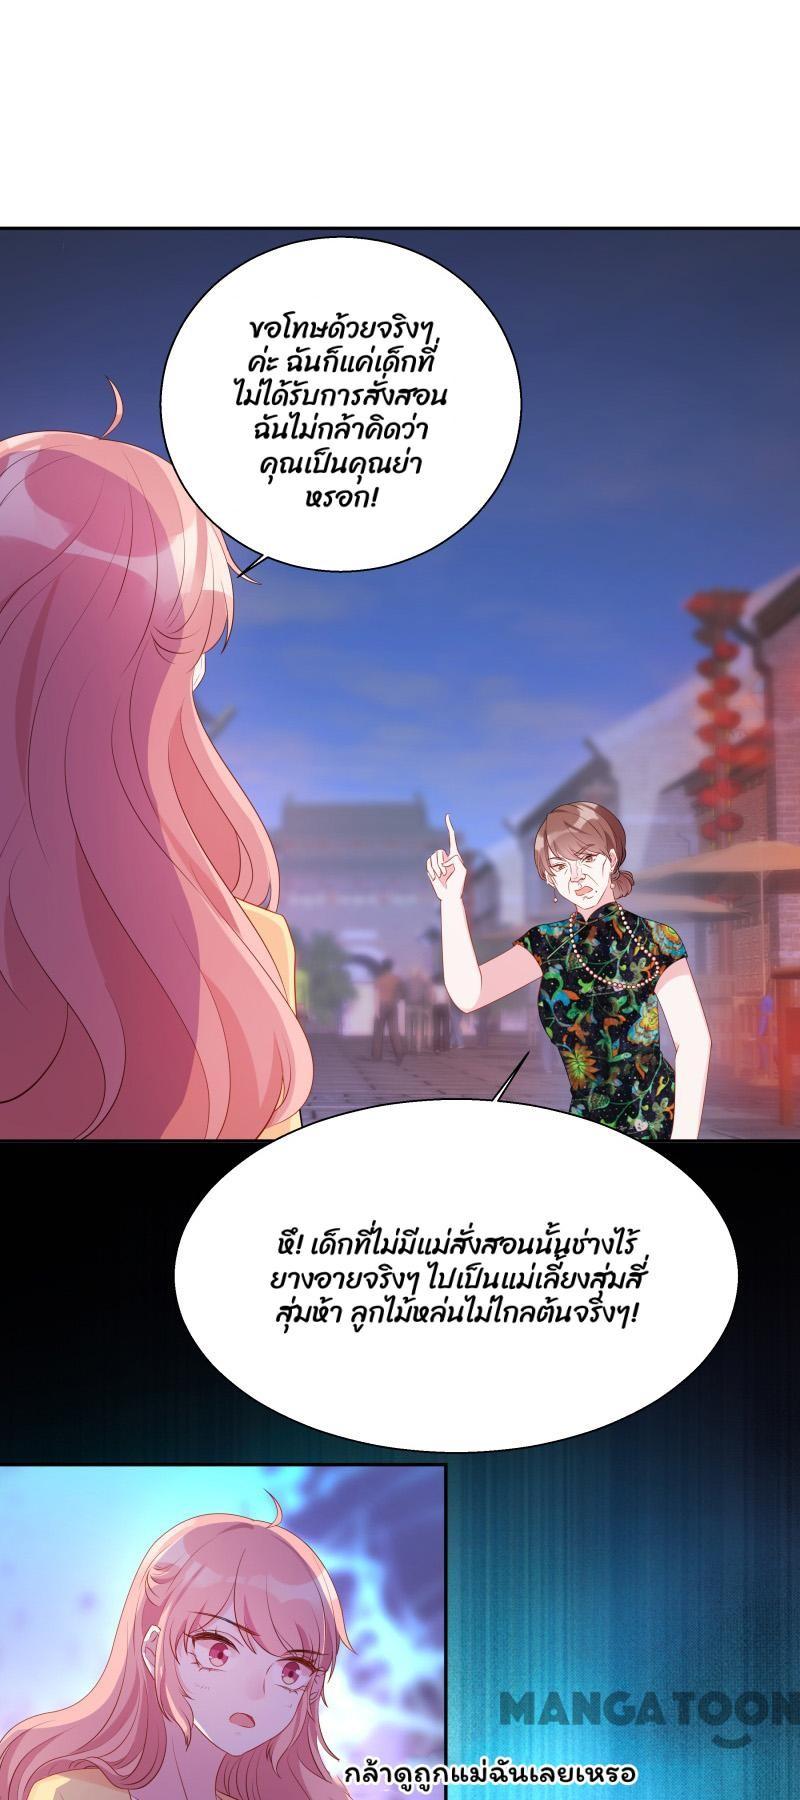 ขอโทษด้วยจริงๆ
ค่ะ ฉันก็แค่เด็กที่
ไม่ได้รับการสั่งสอน
ฉันไม่กล้าคิดว่า
คุณเป็นคุณย่า
หรอก!
หึ! เด็กที่ไม่มีแม่สั่งสอนนั้นช่างไร้
ยางอายจริงๆ ไปเป็นแม่เลี้ยงสุ่มสี่
สุ่มห้า ลูกไม้หล่นไม่ไกลต้นจริงๆ!
MANGATOON
กล้าดูถูกแม่ฉันเลยเหรอ